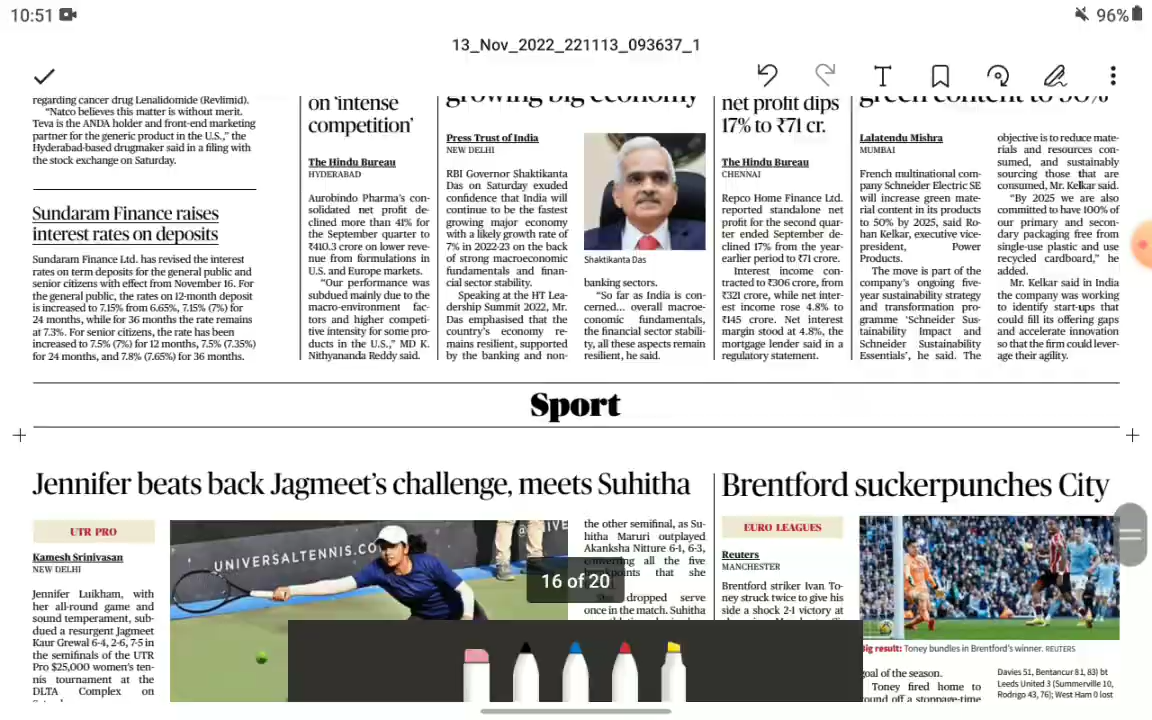 10:51
96%
13_Nov_2022_221113_093637_1
T
regarding cancer drug Lenalidomide (Revlimid).
“Natco believes this matter is without merit.
Teva is the ANDA holder and front-end marketing
partner for the generic product in the U.S.,” the
Hyderabad-based drugmaker said in a filing with
the stock exchange on Saturday.
Sundaram Finance raises
interest rates on deposits
Sundaram Finance Ltd. has revised the interest
rates on term deposits for the general public and
senior citizens with effect from November 16. For
the general public, the rates on 12-month deposit
is increased to 7.15% from 6.65%, 7.15% (7%) for
24 months, while for 36 months the rate remains
at 7.3%. For senior citizens, the rate has been
increased to 7.5% (7%) for 12 months, 7.5% (7.35%)
for 24 months, and 7.8% (7.65%) for 36 months.
on ‘intense
competition’
The Hindu Bureau
HYDERABAD
Aurobindo Pharma’s con-
solidated net profit de-
clined more than 41% for
the September quarter to
₹410.3 crore on lower reve-
nue from formulations in
U.S. and Europe markets.
“Our performance was
subdued mainly due to
macro-environment fac-
tors and higher competi-
tive intensity for some pro-
ducts in the U.S.,” MD K.
Nithyananda Reddy said.
growing big economy
Press Trust of India
NEW DELHI
RBI Governor Shaktikanta
Das on Saturday exuded
confidence that India will
continue to be the fastest
growing major economy
with a likely growth rate of
7% in 2022-23 on the back
of strong macroeconomic
fundamentals and finan-
cial sector stability.
Speaking at the HT Lea-
dership Summit 2022, Mr.
Das emphasised that the
country’s economy re-
mains resilient, supported
by the banking and non-
Shaktikanta Das
banking sectors.
“So far as India is con-
cerned... overall macroe-
conomic fundamentals,
the financial sector stabili-
ty, all these aspects remain
resilient, he said.
net profit dips
17% to ₹71 cr.
The Hindu Bureau
CHENNAI
Repco Home Finance Ltd.
reported standalone net
profit for the second quar-
ter ended September de-
clined 17% from the year-
earlier period to ₹71 crore.
Interest income con-
tracted to ₹306 crore, from
₹321 crore, while net inter-
est income rose 4.8% to
₹145 crore. Net interest
margin stood at 4.8%, the
mortgage lender said in a
regulatory statement.
green content to 50%
Lalatendu Mishra
MUMBAI
French multinational com-
pany Schneider Electric SE
will increase green mate-
rial content in its products
to 50% by 2025, said Ro-
han Kelkar, executive vice-
president, Power
Products.
The move is part of the
company’s ongoing five-
year sustainability strategy
and transformation pro-
gramme ‘Schneider Sus-
tainability Impact and
Schneider Sustainability
Essentials’, he said. The
objective is to reduce mate-
rials and resources con-
sumed, and sustainably
sourcing those that are
consumed, Mr. Kelkar said.
“By 2025 we are also
committed to have 100% of
our primary and secon-
dary packaging free from
single-use plastic and use
recycled cardboard,” he
added.
Mr. Kelkar said in India
the company was working
to identify start-ups that
could fill its offering gaps
and accelerate innovation
so that the firm could lever-
age their agility.
Sport
Jennifer beats back Jagmeet’s challenge, meets Suhitha
UTR PRO
Kamesh Srinivasan
NEW DELHI
Jennifer Luikham, with
her all-round game and
sound temperament, sub-
dued a resurgent Jagmeet
Kaur Grewal 6-4, 2-6, 7-5 in
the semifinals of the UTR
Pro $25,000 women’s ten-
nis tournament at the
DLTA Complex on
UNIVERSALTENNIS.CO
the other semifinal, as Su-
hitha Maruri outplayed
Akanksha Nitture 6-1, 6-3,
converting all the five
breakpoints that she
dropped serve
once in the match. Suhitha
16 of 20
Brentford suckerpunches City
EURO LEAGUES
Reuters
MANCHESTER
Brentford striker Ivan To-
ney struck twice to give his
side a shock 2-1 victory at
Big result: Toney bundles in Brentford’s winner. REUTERS
goal of the season.
Toney fired home to
round off a stoppage-time
Davies 51, Bentancur 81, 83) bt
Leeds United 3 (Summerville 10,
Rodrigo 43, 76); West Ham 0 lost